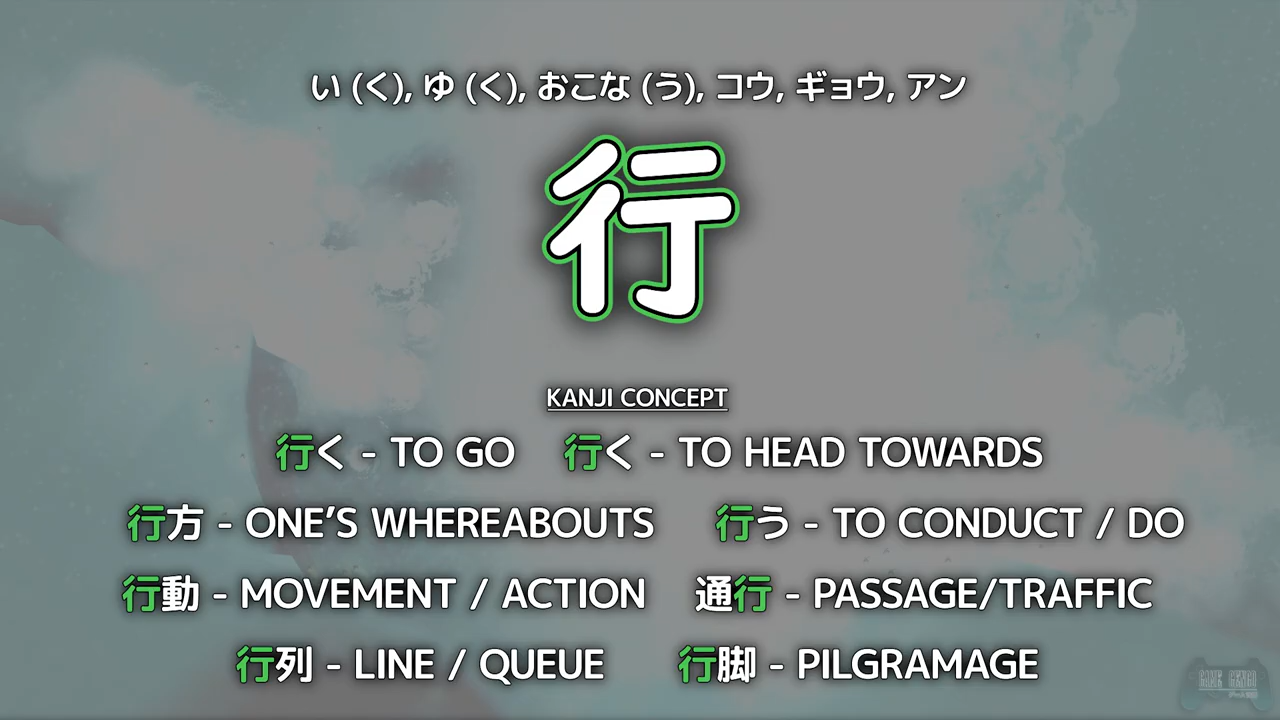 い (く), ゆ (く), おこな (う), コウ, ギョウ, アン
行
KANJI CONCEPT
行く - TO GO 行く - TO HEAD TOWARDS
行方 - ONE’S WHEREABOUTS 行う - TO CONDUCT / DO
行動 - MOVEMENT / ACTION 通行 - PASSAGE/TRAFFIC
行列 - LINE / QUEUE 行脚 - PILGRAMAGE
GAME GENGO